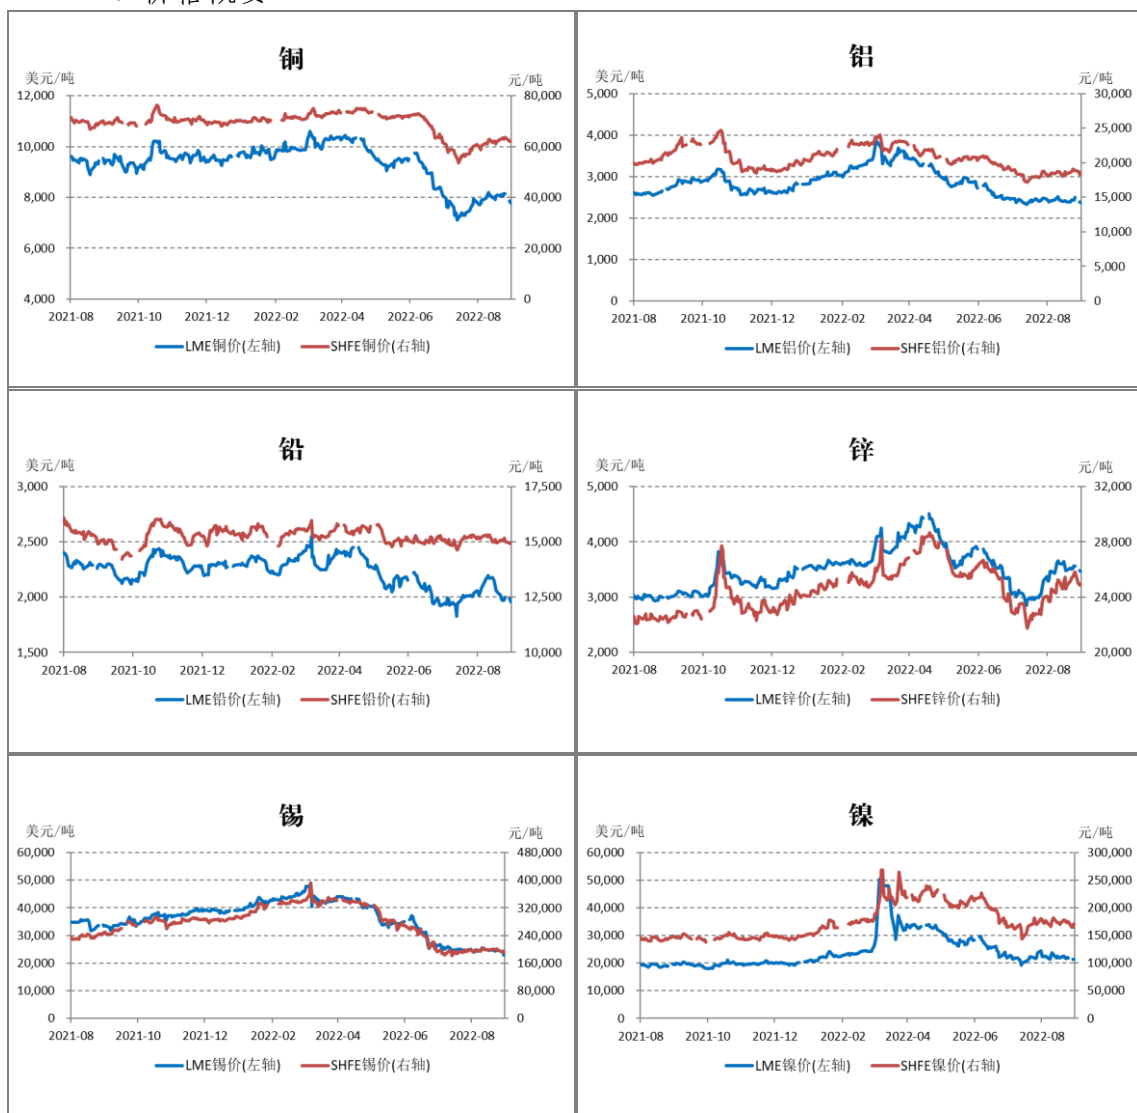 铜
美元/吨 元/吨
12,000 80,000
10,000 60,000
8,000 40,000
6,000 20,000
4,000 0
2021-08 2021-10 2021-12 2022-02 2022-04 2022-06 2022-08
LME铜价(左轴) SHFE铜价(右轴)
铝
美元/吨 元/吨
5,000 30,000
25,000
4,000
20,000
3,000
15,000
2,000
10,000
1,000
5,000
0 0
2021-08 2021-10 2021-12 2022-02 2022-04 2022-06 2022-08
LME铝价(左轴) SHFE铝价(右轴)
铅
美元/吨 元/吨
3,000 17,500
2,500 15,000
2,000 12,500
1,500 10,000
2021-08 2021-10 2021-12 2022-02 2022-04 2022-06 2022-08
LME铅价(左轴) SHFE铅价(右轴)
锌
美元/吨 元/吨
5,000 32,000
4,000 28,000
3,000 24,000
2,000 20,000
2021-08 2021-10 2021-12 2022-02 2022-04 2022-06 2022-08
LME锌价(左轴) SHFE锌价(右轴)
锡
美元/吨 元/吨
60,000 480,000
50,000 400,000
40,000 320,000
30,000 240,000
20,000 160,000
10,000 80,000
0 0
2021-08 2021-10 2021-12 2022-02 2022-04 2022-06 2022-08
LME锡价(左轴) SHFE锡价(右轴)
镍
美元/吨 元/吨
60,000 300,000
50,000 250,000
40,000 200,000
30,000 150,000
20,000 100,000
10,000 50,000
0 0
2021-08 2021-10 2021-12 2022-02 2022-04 2022-06 2022-08
LME镍价(左轴) SHFE镍价(右轴)